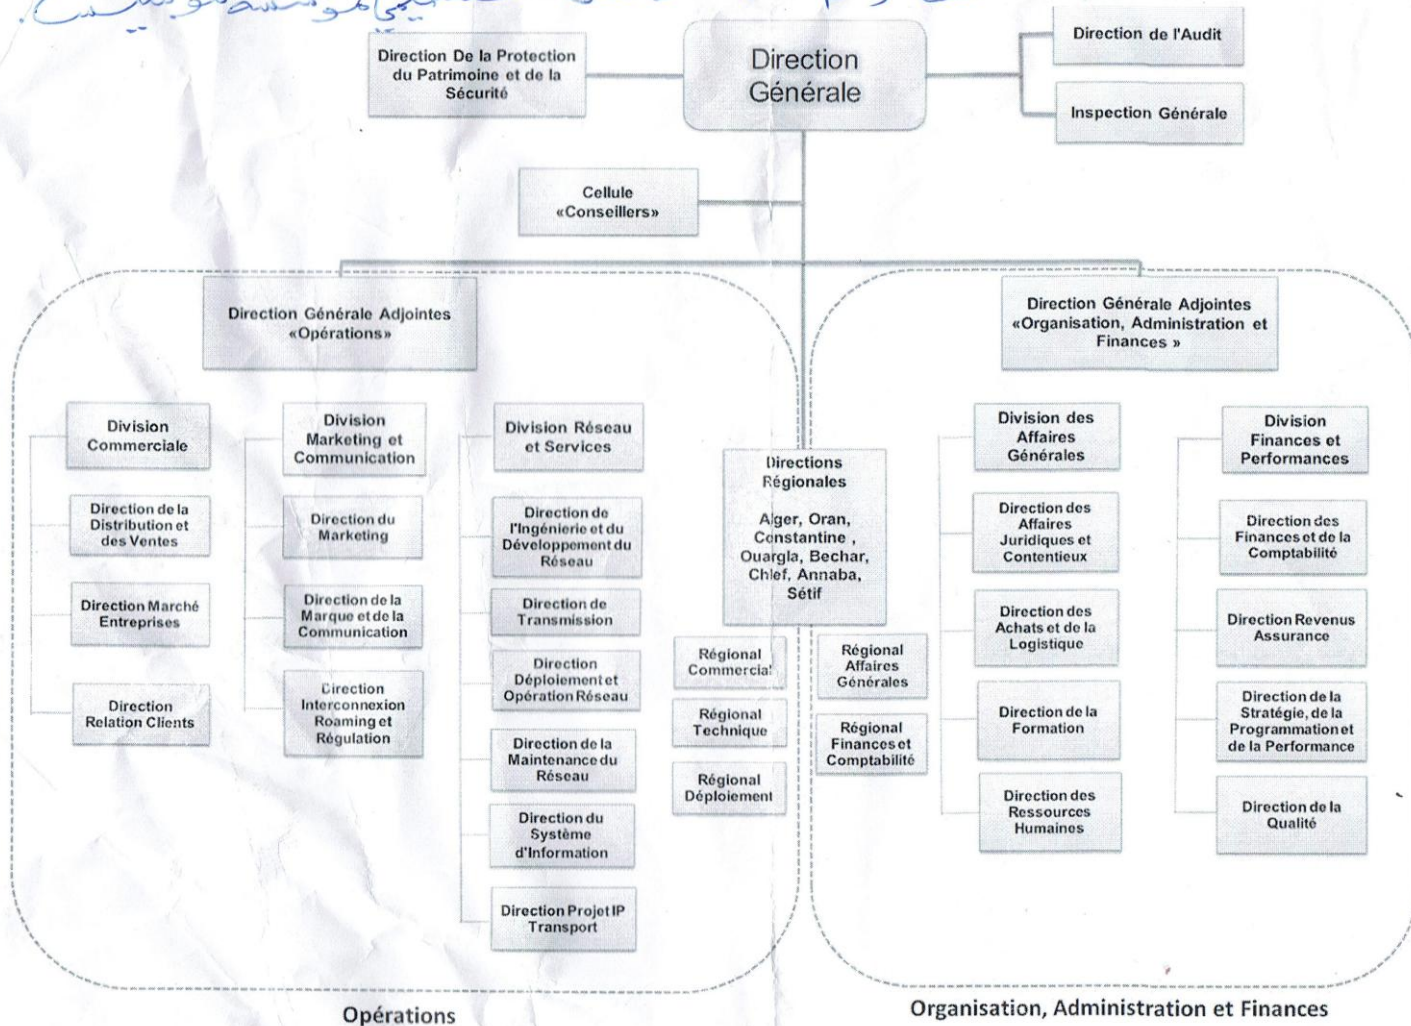 Direction De la Protection
du Patrimoine et de la
Sécurité
Direction
Générale
Direction de l'Audit
Inspection Générale
Cellule
«Conseillers»
Direction Générale Adjointes
«Opérations»
Direction Générale Adjointes
«Organisation, Administration et
Finances »
Division
Commerciale
Direction de la
Distribution et
des Ventes
Direction Marché
Entreprises
Direction
Relation Clients
Division
Marketing et
Communication
Direction du
Marketing
Direction de la
Marque et de la
Communication
Direction
Interconnexion
Roaming et
Régulation
Division Réseau
et Services
Direction de
l'Ingénierie et du
Développement du
Réseau
Direction de
Transmission
Direction
Déploiement et
Opération Réseau
Direction de la
Maintenance du
Réseau
Direction du
Système
d'Information
Direction Projet IP
Transport
Directions
Régionales
Alger, Oran,
Constantine ,
Ouargla, Bechar,
Chlef, Annaba,
Sétif
Régional
Commercial
Régional
Technique
Régional
Déploiement
Régional
Affaires
Générales
Régional
Finances et
Comptabilité
Division des
Affaires
Générales
Direction des
Affaires
Juridiques et
Contentieux
Direction des
Achats et de la
Logistique
Direction de la
Formation
Direction des
Ressources
Humaines
Division
Finances et
Performances
Direction des
Finances et de la
Comptabilité
Direction Revenus
Assurance
Direction de la
Stratégie, de la
Programmation et
de la Performance
Direction de la
Qualité
Opérations
Organisation, Administration et Finances